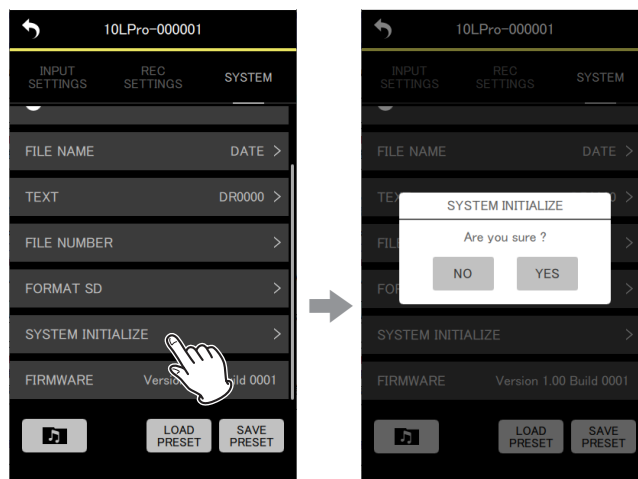 10LPro-000001
INPUT
SETTINGS
REC
SETTINGS
SYSTEM
FILE NAME
DATE >
TEXT
DR0000 >
FILE NUMBER
>
FORMAT SD
>
SYSTEM INITIALIZE
>
FIRMWARE
ild 0001
LOAD
PRESET
SAVE
PRESET
10LPro-000001
INPUT
SETTINGS
REC
SETTINGS
SYSTEM
FILE NAME
DATE >
SYSTEM INITIALIZE
Are you sure ?
NO
YES
SYSTEM INITIALIZE
>
FIRMWARE
Version 1.00 Build 0001
LOAD
PRESET
SAVE
PRESET